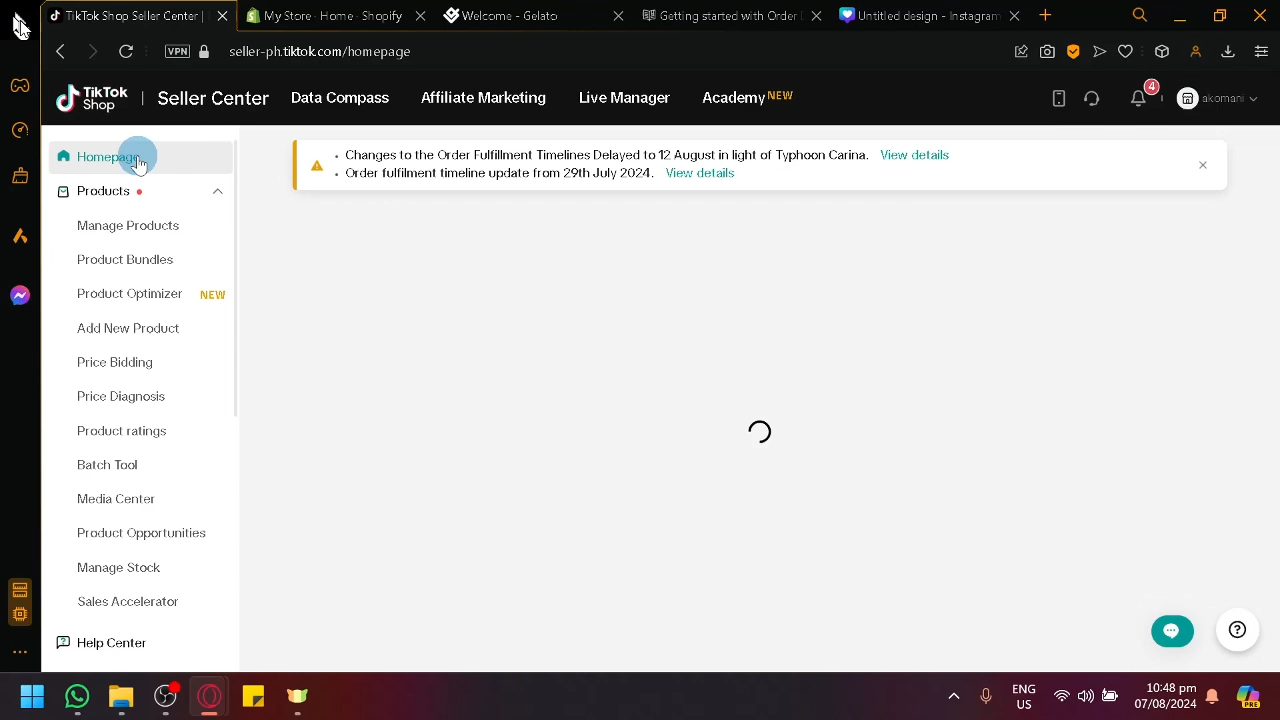 TikTok Shop Seller Center |
My Store - Home · Shopify
Welcome - Gelato
Getting started with Order
Untitled design - Instagram
VPN
seller-ph.tiktok.com/homepage
TikTok Shop | Seller Center
Data Compass
Affiliate Marketing
Live Manager
Academy NEW
4
akomani
Homepage
Products
Manage Products
Product Bundles
Product Optimizer NEW
Add New Product
Price Bidding
Price Diagnosis
Product ratings
Batch Tool
Media Center
Product Opportunities
Manage Stock
Sales Accelerator
Help Center
• Changes to the Order Fulfillment Timelines Delayed to 12 August in light of Typhoon Carina. View details
• Order fulfilment timeline update from 29th July 2024. View details
ENG
US
10:48 pm
07/08/2024
PRE